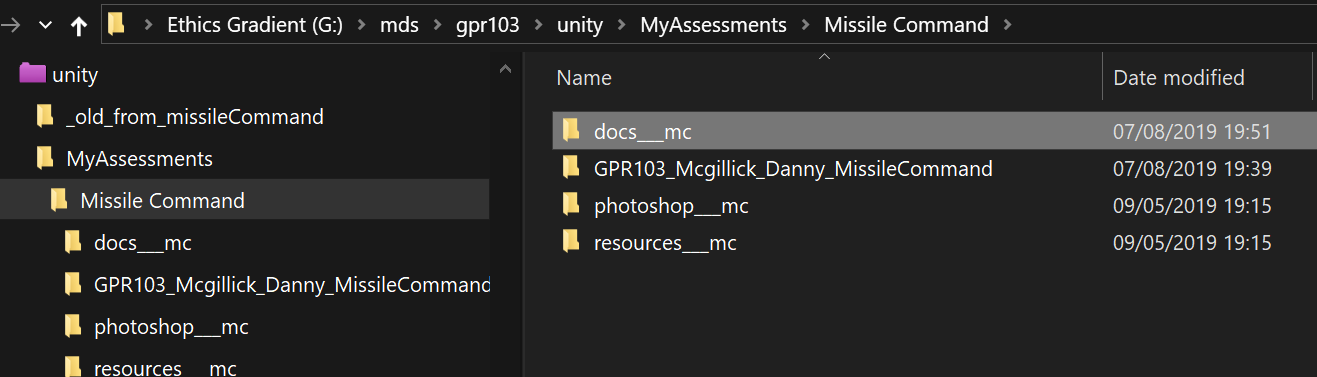 Ethics Gradient (G:) mds gpr103 unity MyAssessments Missile Command
unity
_old_from_missileCommand
MyAssessments
Missile Command
docs___mc
GPR103_Mcgillick_Danny_MissileCommand
photoshop___mc
resources___mc
Name Date modified
docs___mc 07/08/2019 19:51
GPR103_Mcgillick_Danny_MissileCommand 07/08/2019 19:39
photoshop___mc 09/05/2019 19:15
resources___mc 09/05/2019 19:15